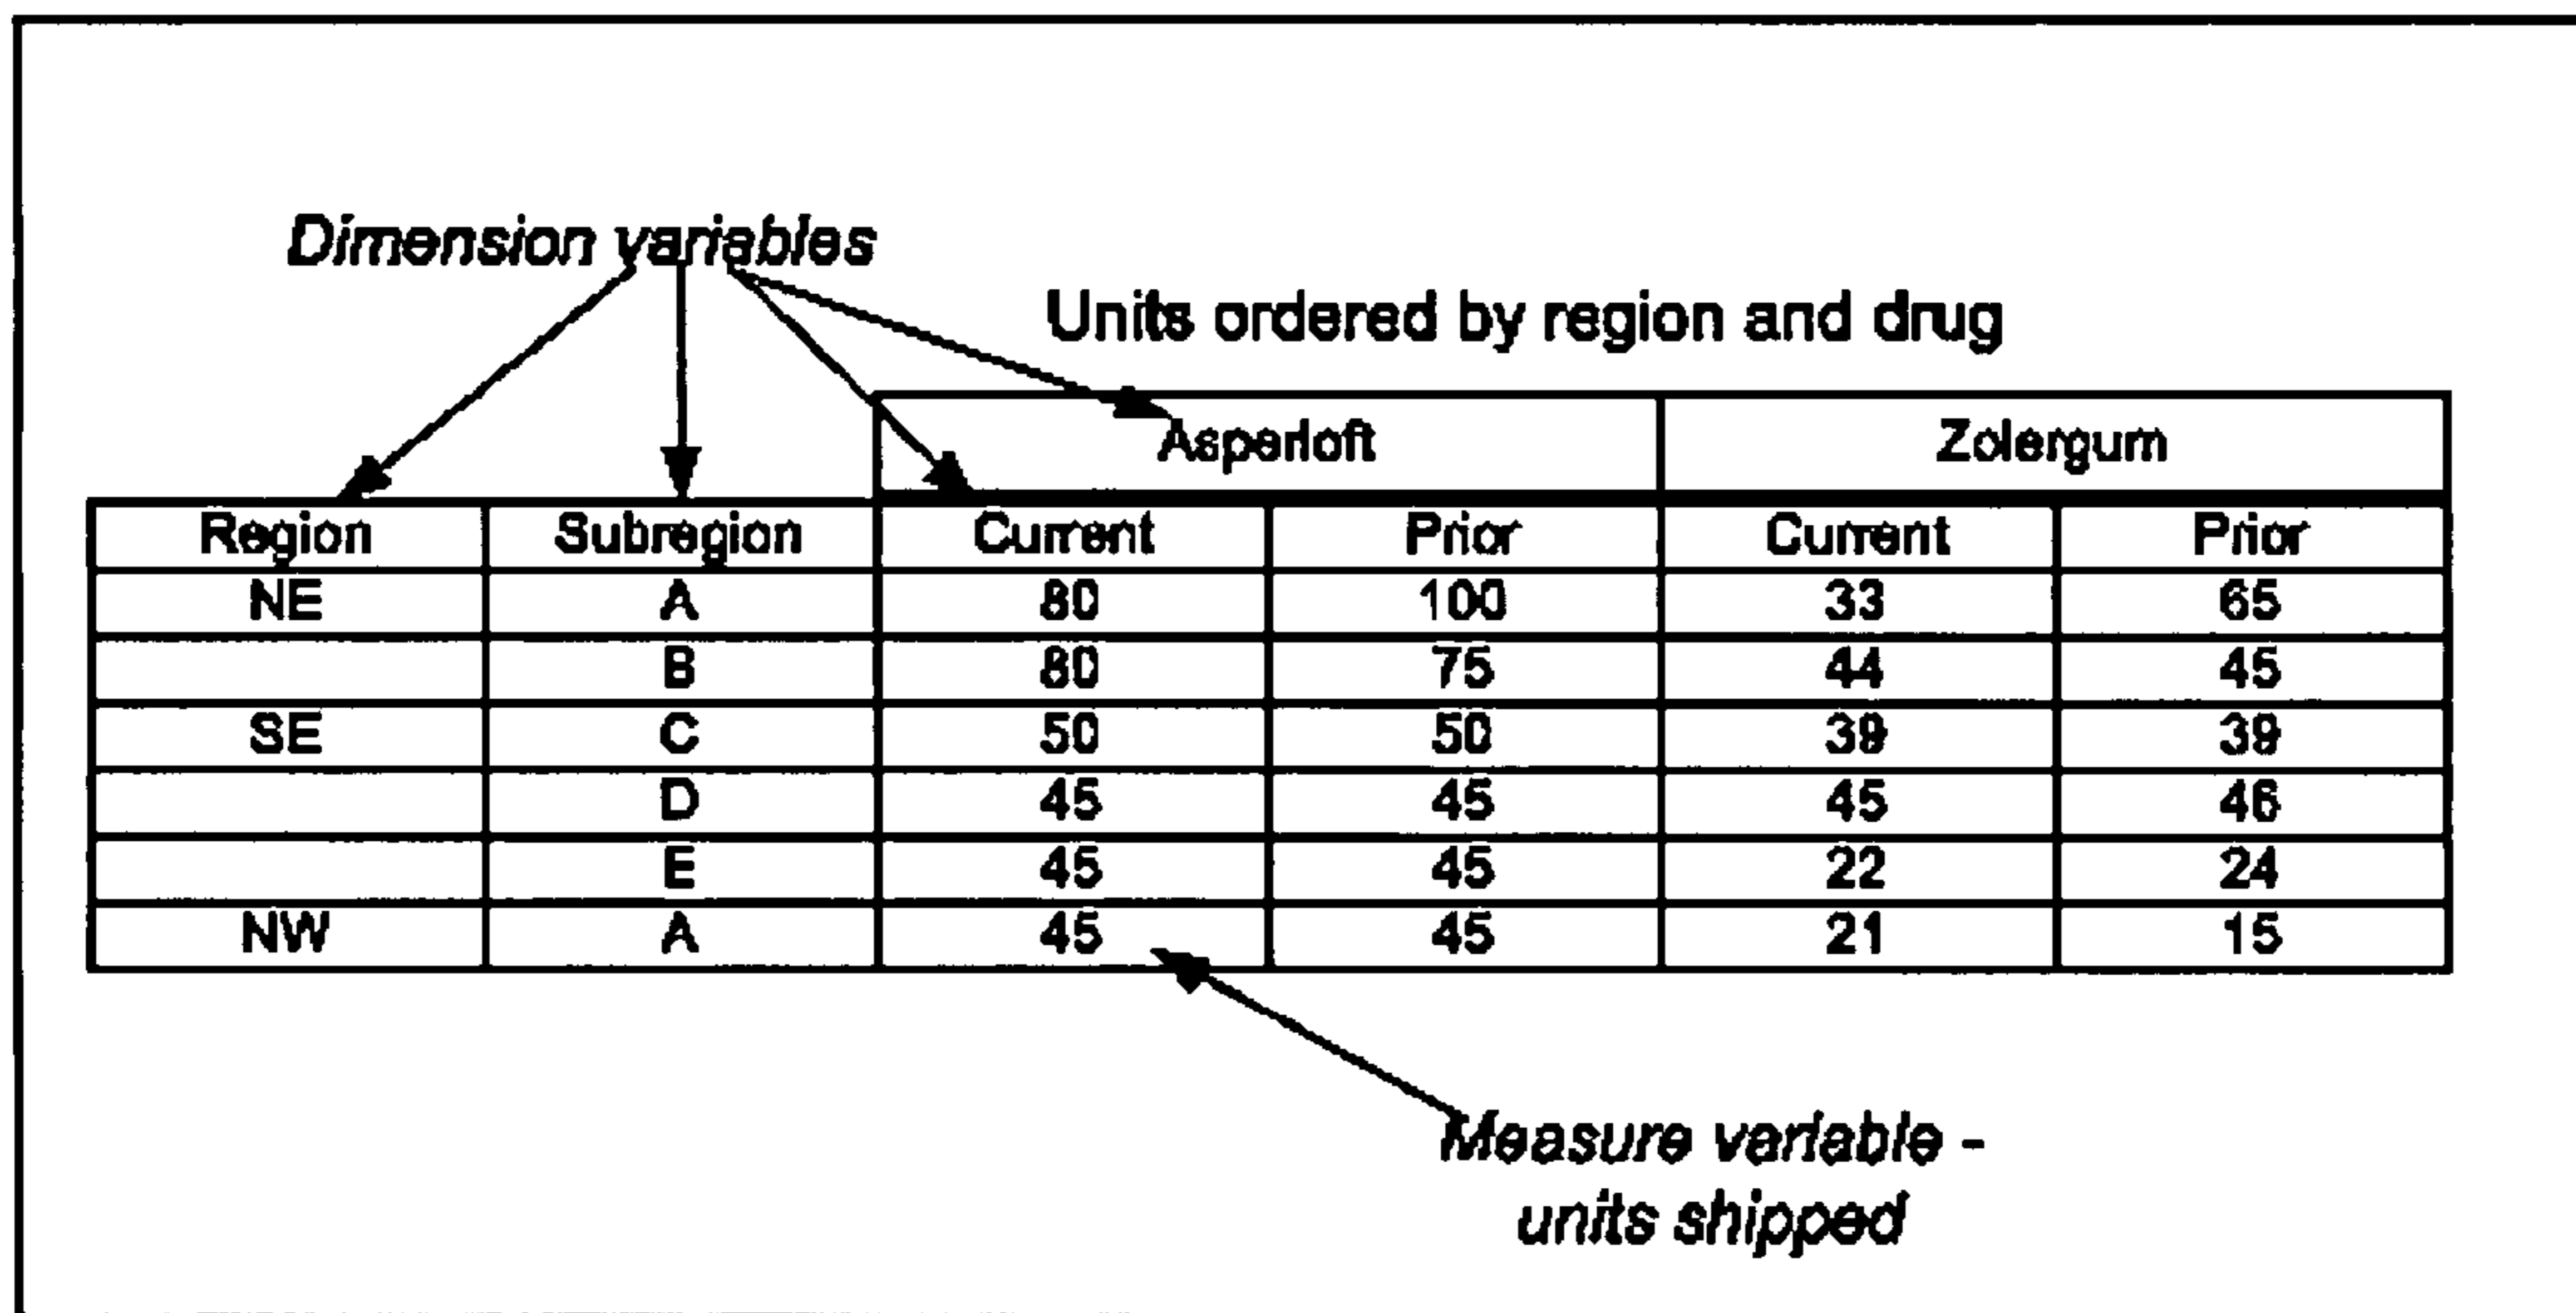 Dimension variables
Units ordered by region and drug
Asperloft Zolergum
Region Subregion Current Prior Current Prior
NE A 80 100 33 65
B 80 75 44 45
SE C 50 50 39 39
D 45 45 45 46
E 45 45 22 24
NW A 45 45 21 15
Measure variable -
units shipped